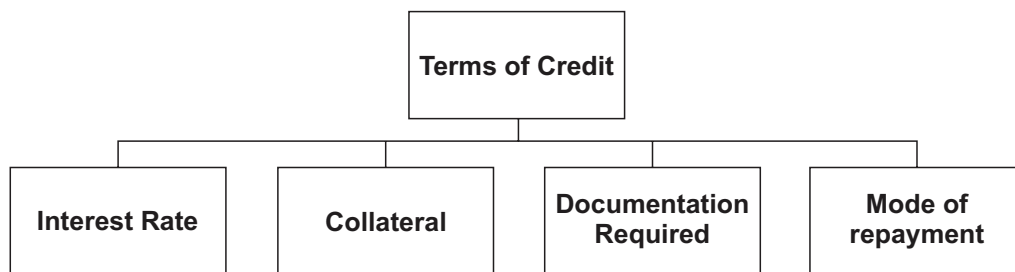 Terms of Credit
Interest Rate
Collateral
Documentation
Required
Mode of
repayment